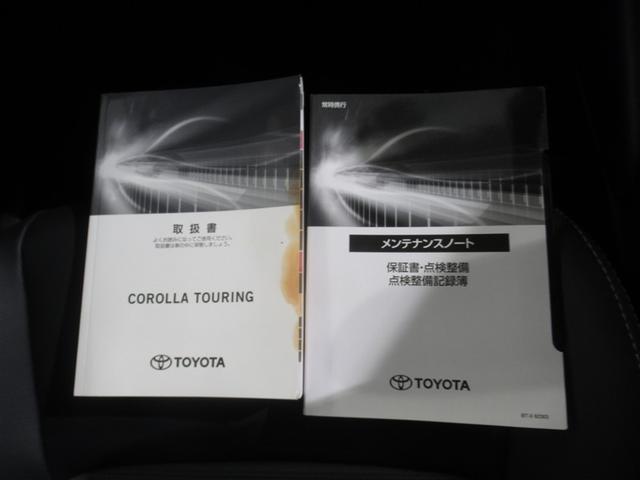 取扱書
よくお読みになってご使用ください。
取扱書は車の中に保管しましょう。
COROLLA TOURING
TOYOTA
常時携行
メンテナンスノート
保証書・点検整備
点検整備記録簿
TOYOTA